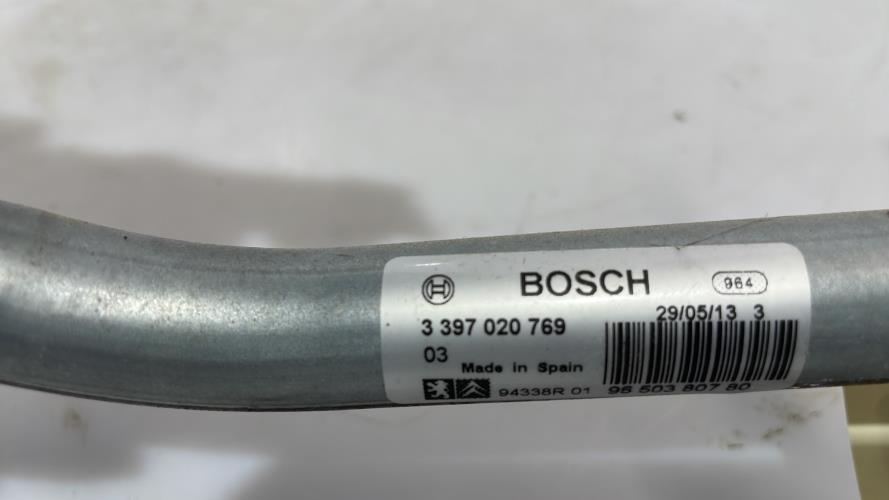 BOSCH 964
29/05/13 3
3 397 020 769
03
Made in Spain
94338R 01 96 503 807 80